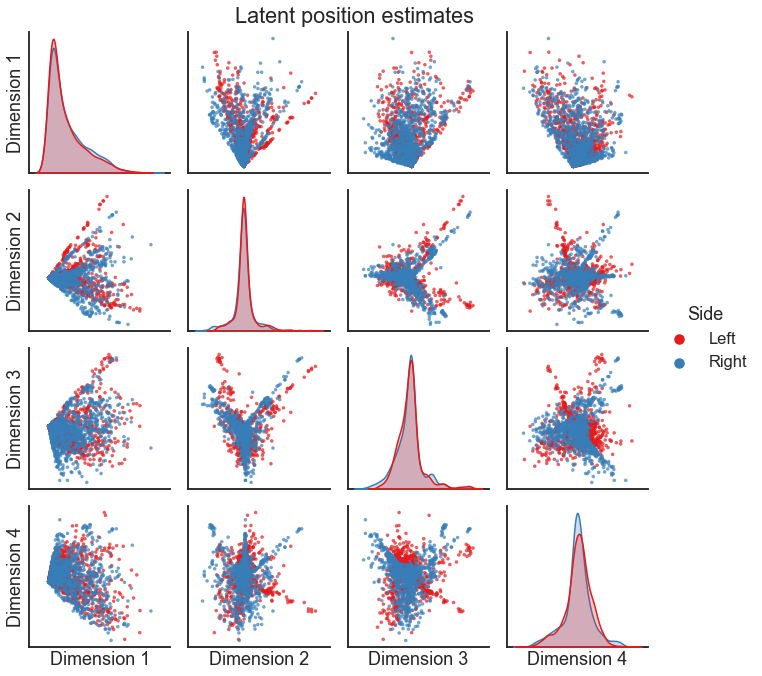 Latent position estimates
Dimension 1
Dimension 2
Dimension 3
Dimension 4
Side
Left
Right
Dimension 1
Dimension 2
Dimension 3
Dimension 4